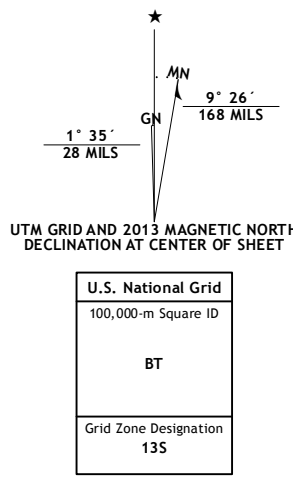 MN
GN
9° 26´
168 MILS
1° 35´
28 MILS
UTM GRID AND 2013 MAGNETIC NORTH
DECLINATION AT CENTER OF SHEET
U.S. National Grid
100,000-m Square ID
BT
Grid Zone Designation
13S